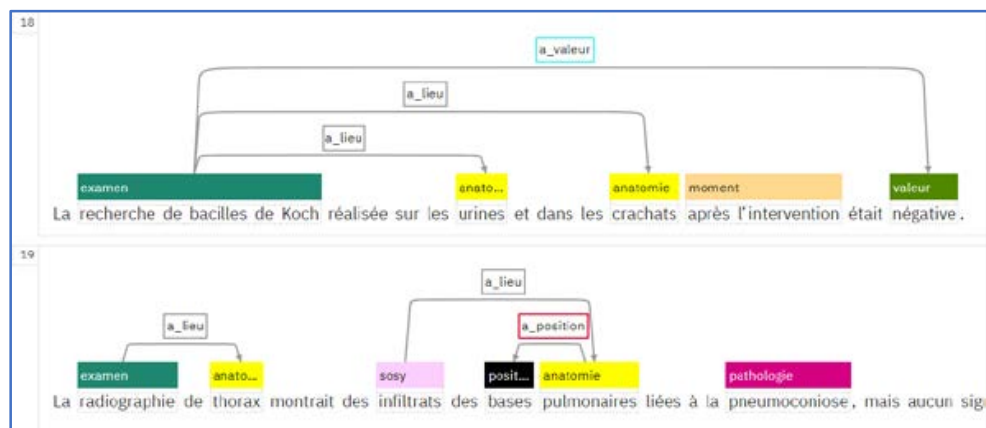 18
a_valeur
a_lieu
a_lieu
examen anato... anatomie moment valeur
La recherche de bacilles de Koch réalisée sur les urines et dans les crachats après l'intervention était négative.
19
a_lieu
a_lieu a_position
examen anato... sosy posit... anatomie pathologie
La radiographie de thorax montrait des infiltrats des bases pulmonaires liées à la pneumoconiose, mais aucun sig